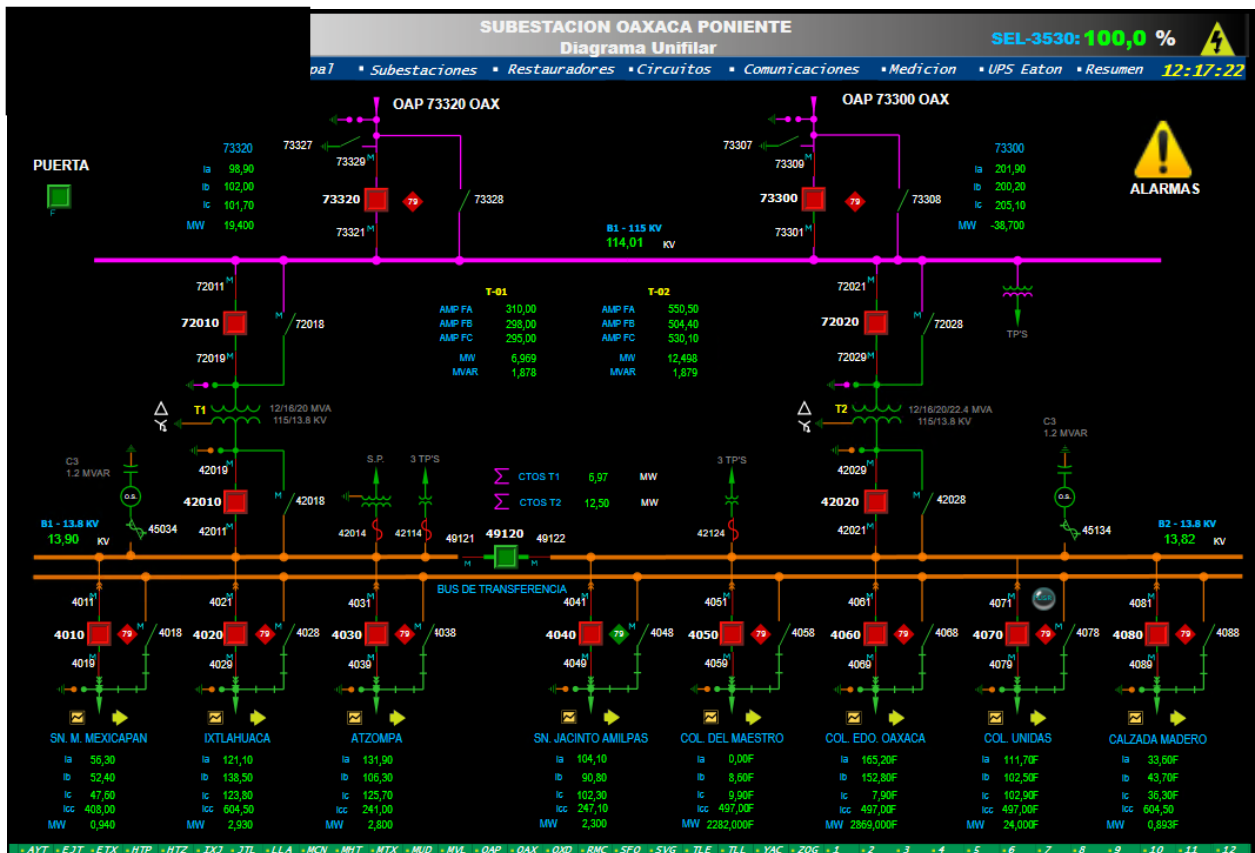 SUBESTACION OAXACA PONIENTE
Diagrama Unifilar
SEL-3530: 100,0 %
pal ▪ Subestaciones ▪ Restauradores ▪ Circuitos ▪ Comunicaciones ▪ Medicion ▪ UPS Eaton ▪ Resumen 12:17:22
OAP 73320 OAX OAP 73300 OAX
PUERTA
F
ALARMAS
73320
Ia 98,90
Ib 102,00
Ic 101,70
MW 19,400
73327
73329 M
73320 79 73328
73321 M
73307
73309 M
73300 79 73308
73301 M
73300
Ia 201,90
Ib 200,20
Ic 205,10
MW -38,700
B1 - 115 KV
114,01 KV
72011 M
72010 M 72018
72019 M
T-01
AMP FA 310,00
AMP FB 298,00
AMP FC 295,00
MW 6,969
MVAR 1,878
T-02
AMP FA 550,50
AMP FB 504,40
AMP FC 530,10
MW 12,498
MVAR 1,879
72021 M
72020 M 72028
72029 M
TP'S
T1 12/16/20 MVA
115/13.8 KV
T2 12/16/20/22.4 MVA
115/13.8 KV
C3
1.2 MVAR
O.S.
45034
42019 M
42010 M 42018
42011 M
S.P. 3 TP'S
42014 42114
CTOS T1 6,97 MW
CTOS T2 12,50 MW
3 TP'S
42124
42029 M
42020 M 42028
42021 M
C3
1.2 MVAR
O.S.
45134
B1 - 13.8 KV
13,90 KV
49121 49120 49122
M M
B2 - 13.8 KV
13,82 KV
BUS DE TRANSFERENCIA
4011 M 4021 M 4031 M 4041 M 4051 M 4061 M 4071 4081 M
4010 79 M 4018 4020 79 M 4028 4030 79 M 4038 4040 79 M 4048 4050 79 M 4058 4060 79 M 4068 4070 79 M 4078 4080 79 M 4088
4019 M 4029 M 4039 M 4049 M 4059 M 4069 M 4079 M 4089 M
SN. M. MEXICAPAN
Ia 56,30
Ib 52,40
Ic 47,60
Icc 408,00
MW 0,940
IXTLAHUACA
Ia 121,10
Ib 138,50
Ic 123,80
Icc 604,50
MW 2,930
ATZOMPA
Ia 131,90
Ib 106,30
Ic 125,70
Icc 241,00
MW 2,800
SN. JACINTO AMILPAS
Ia 104,10
Ib 90,80
Ic 102,30
Icc 247,10
MW 2,300
COL. DEL MAESTRO
Ia 0,00F
Ib 8,60F
Ic 9,90F
Icc 497,00F
MW 2282,000F
COL. EDO. OAXACA
Ia 165,20F
Ib 152,80F
Ic 7,90F
Icc 497,00F
MW 2869,000F
COL. UNIDAS
Ia 111,70F
Ib 102,50F
Ic 102,90F
Icc 497,00F
MW 24,000F
CALZADA MADERO
Ia 33,60F
Ib 43,70F
Ic 36,30F
Icc 604,50
MW 0,893F
▪ AYT ▪ EJT ▪ ETX ▪ HTP ▪ HTZ ▪ IXJ ▪ JTL ▪ LLA ▪ MCN ▪ MHT ▪ MTX ▪ MUD ▪ MVL ▪ OAP ▪ OAX ▪ OXD ▪ RMC ▪ SFO ▪ SVG ▪ TLE ▪ TLL ▪ YAC ▪ ZOG ▪ 1 ▪ 2 ▪ 3 ▪ 4 ▪ 5 ▪ 6 ▪ 7 ▪ 8 ▪ 9 ▪ 10 ▪ 11 ▪ 12